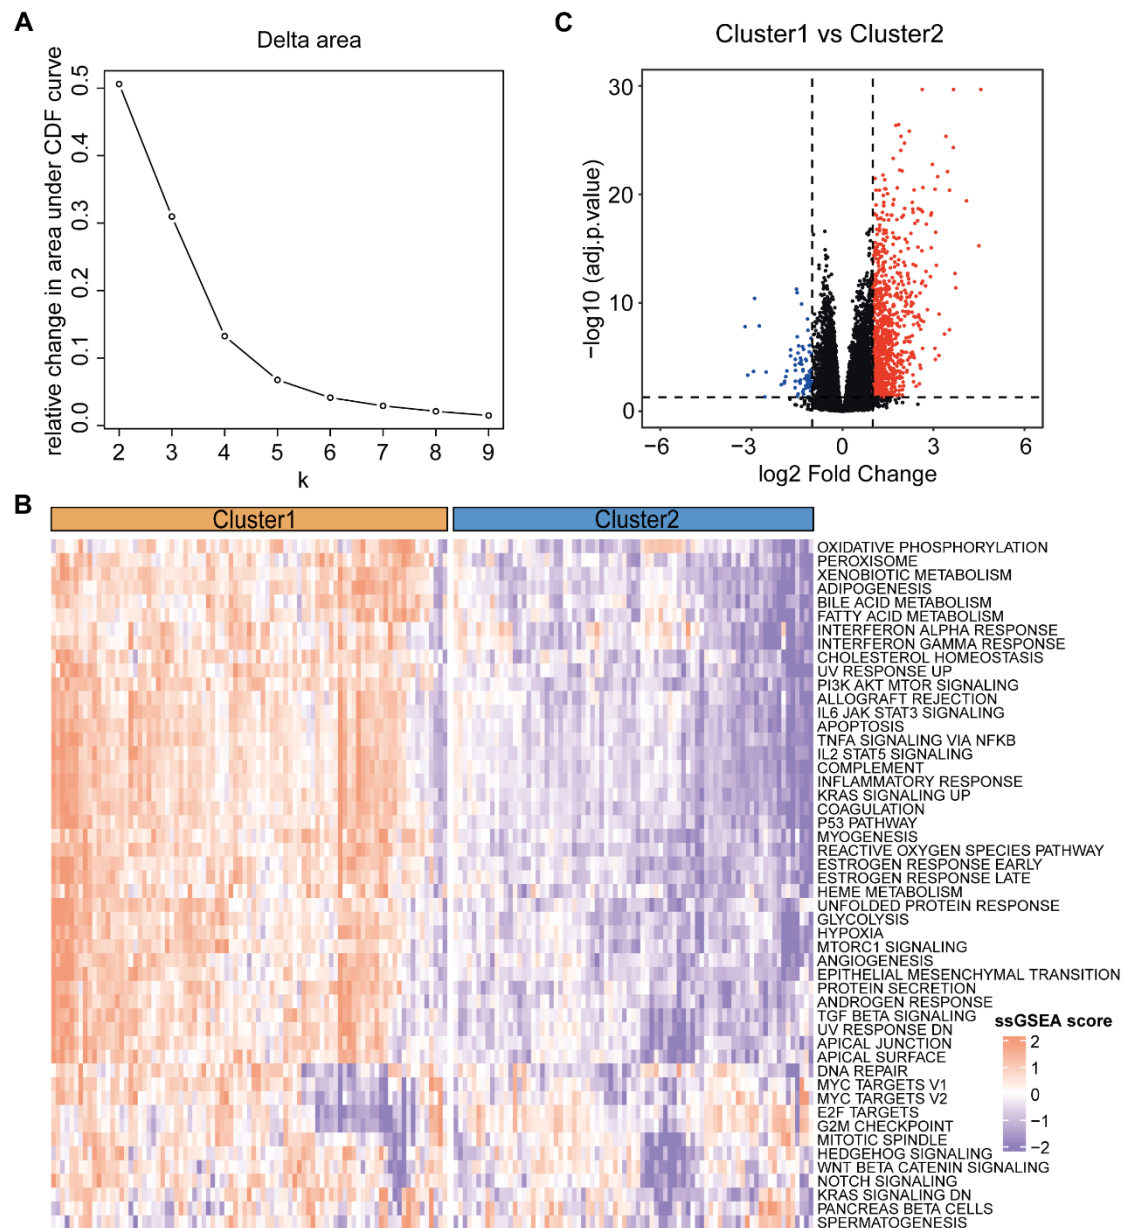 A
Delta area
relative change in area under CDF curve
0.5
0.4
0.3
0.2
0.1
0.0
2 3 4 5 6 7 8 9
k
C
Cluster1 vs Cluster2
−log10 (adj.p.value)
30
20
10
0
−6 −3 0 3 6
log2 Fold Change
B
Cluster1 Cluster2
OXIDATIVE PHOSPHORYLATION
PEROXISOME
XENOBIOTIC METABOLISM
ADIPOGENESIS
BILE ACID METABOLISM
FATTY ACID METABOLISM
INTERFERON ALPHA RESPONSE
INTERFERON GAMMA RESPONSE
CHOLESTEROL HOMEOSTASIS
UV RESPONSE UP
PI3K AKT MTOR SIGNALING
ALLOGRAFT REJECTION
IL6 JAK STAT3 SIGNALING
APOPTOSIS
TNFA SIGNALING VIA NFKB
IL2 STAT5 SIGNALING
COMPLEMENT
INFLAMMATORY RESPONSE
KRAS SIGNALING UP
COAGULATION
P53 PATHWAY
MYOGENESIS
REACTIVE OXYGEN SPECIES PATHWAY
ESTROGEN RESPONSE EARLY
ESTROGEN RESPONSE LATE
HEME METABOLISM
UNFOLDED PROTEIN RESPONSE
GLYCOLYSIS
HYPOXIA
MTORC1 SIGNALING
ANGIOGENESIS
EPITHELIAL MESENCHYMAL TRANSITION
PROTEIN SECRETION
ANDROGEN RESPONSE
TGF BETA SIGNALING
UV RESPONSE DN
APICAL JUNCTION
APICAL SURFACE
DNA REPAIR
MYC TARGETS V1
MYC TARGETS V2
E2F TARGETS
G2M CHECKPOINT
MITOTIC SPINDLE
HEDGEHOG SIGNALING
WNT BETA CATENIN SIGNALING
NOTCH SIGNALING
KRAS SIGNALING DN
PANCREAS BETA CELLS
SPERMATOGENESIS
ssGSEA score
2
1
0
−1
−2